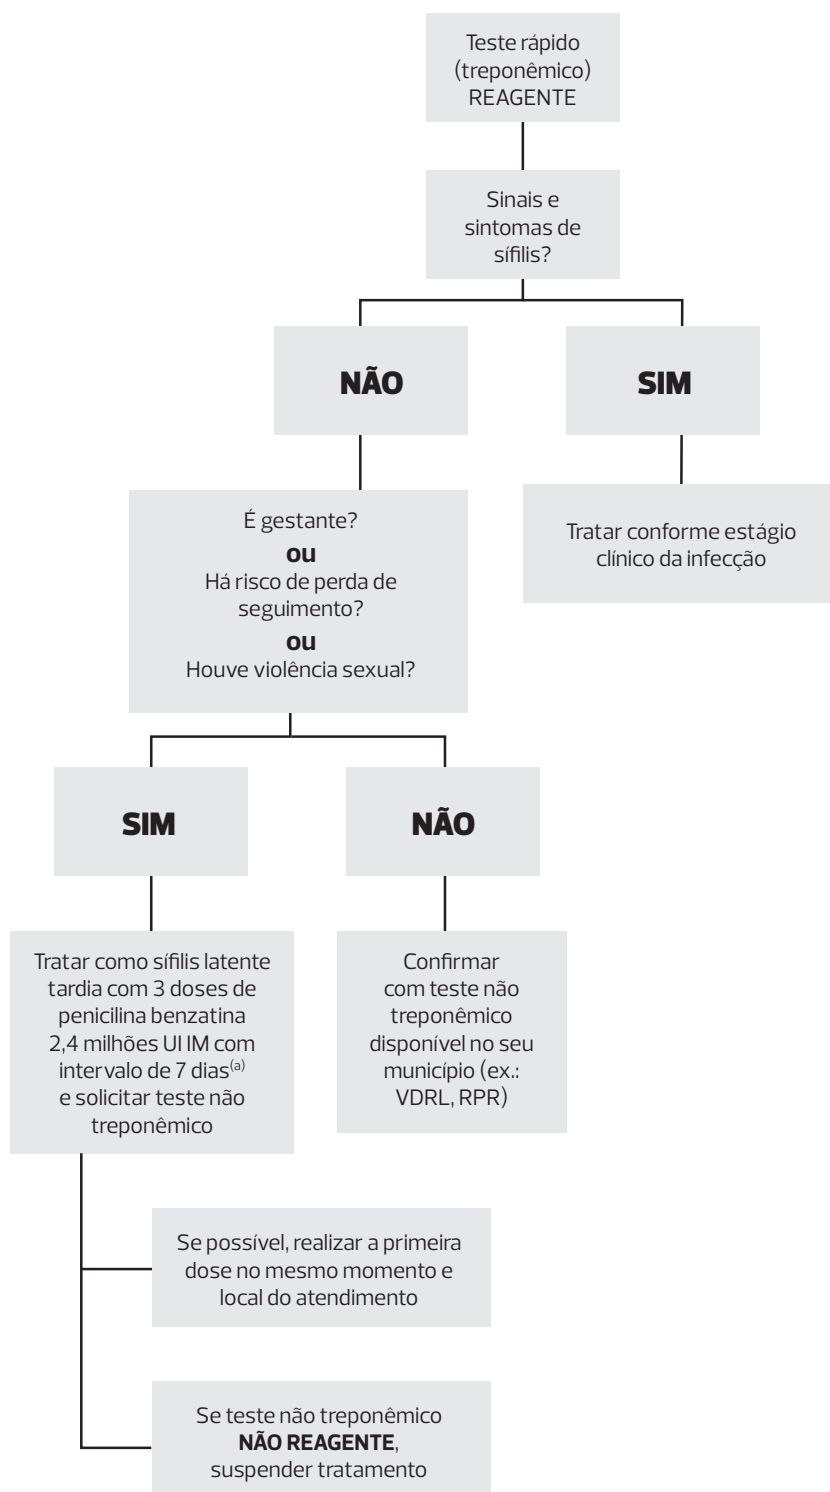 Teste rápido
(treponêmico)
REAGENTE
Sinais e
sintomas de
sífilis?
NÃO
SIM
É gestante?
ou
Há risco de perda de
seguimento?
ou
Houve violência sexual?
Tratar conforme estágio
clínico da infecção
SIM
NÃO
Tratar como sífilis latente
tardia com 3 doses de
penicilina benzatina
2,4 milhões UI IM com
intervalo de 7 dias(a)
e solicitar teste não
treponêmico
Confirmar
com teste não
treponêmico
disponível no seu
município (ex.:
VDRL, RPR)
Se possível, realizar a primeira
dose no mesmo momento e
local do atendimento
Se teste não treponêmico
NÃO REAGENTE,
suspender tratamento